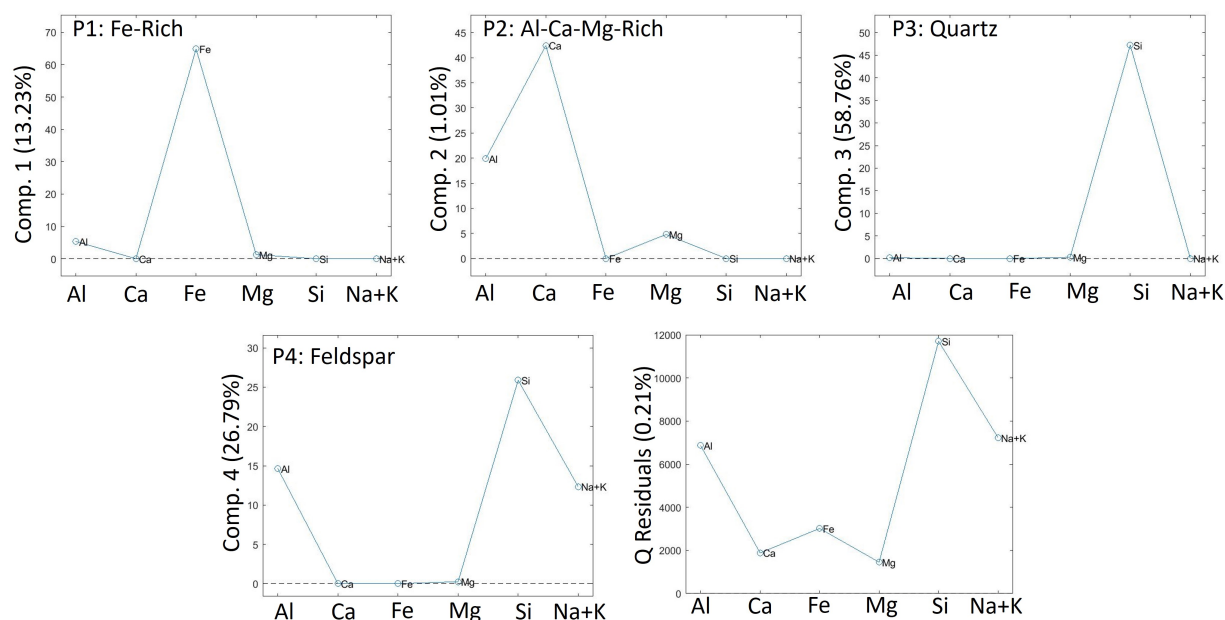 P1: Fe-Rich
Comp. 1 (13.23%)
70
60
50
40
30
20
10
0
Al
Ca
Fe
Mg
Si
Na+K
Al Ca Fe Mg Si Na+K
P2: Al-Ca-Mg-Rich
Comp. 2 (1.01%)
45
40
35
30
25
20
15
10
5
0
Al
Ca
Fe
Mg
Si
Na+K
Al Ca Fe Mg Si Na+K
P3: Quartz
Comp. 3 (58.76%)
50
45
40
35
30
25
20
15
10
5
0
Al
Ca
Fe
Mg
Si
Na+K
Al Ca Fe Mg Si Na+K
P4: Feldspar
Comp. 4 (26.79%)
30
25
20
15
10
5
0
Al
Ca
Fe
Mg
Si
Na+K
Al Ca Fe Mg Si Na+K
Q Residuals (0.21%)
12000
10000
8000
6000
4000
2000
0
Al
Ca
Fe
Mg
Si
Na+K
Al Ca Fe Mg Si Na+K